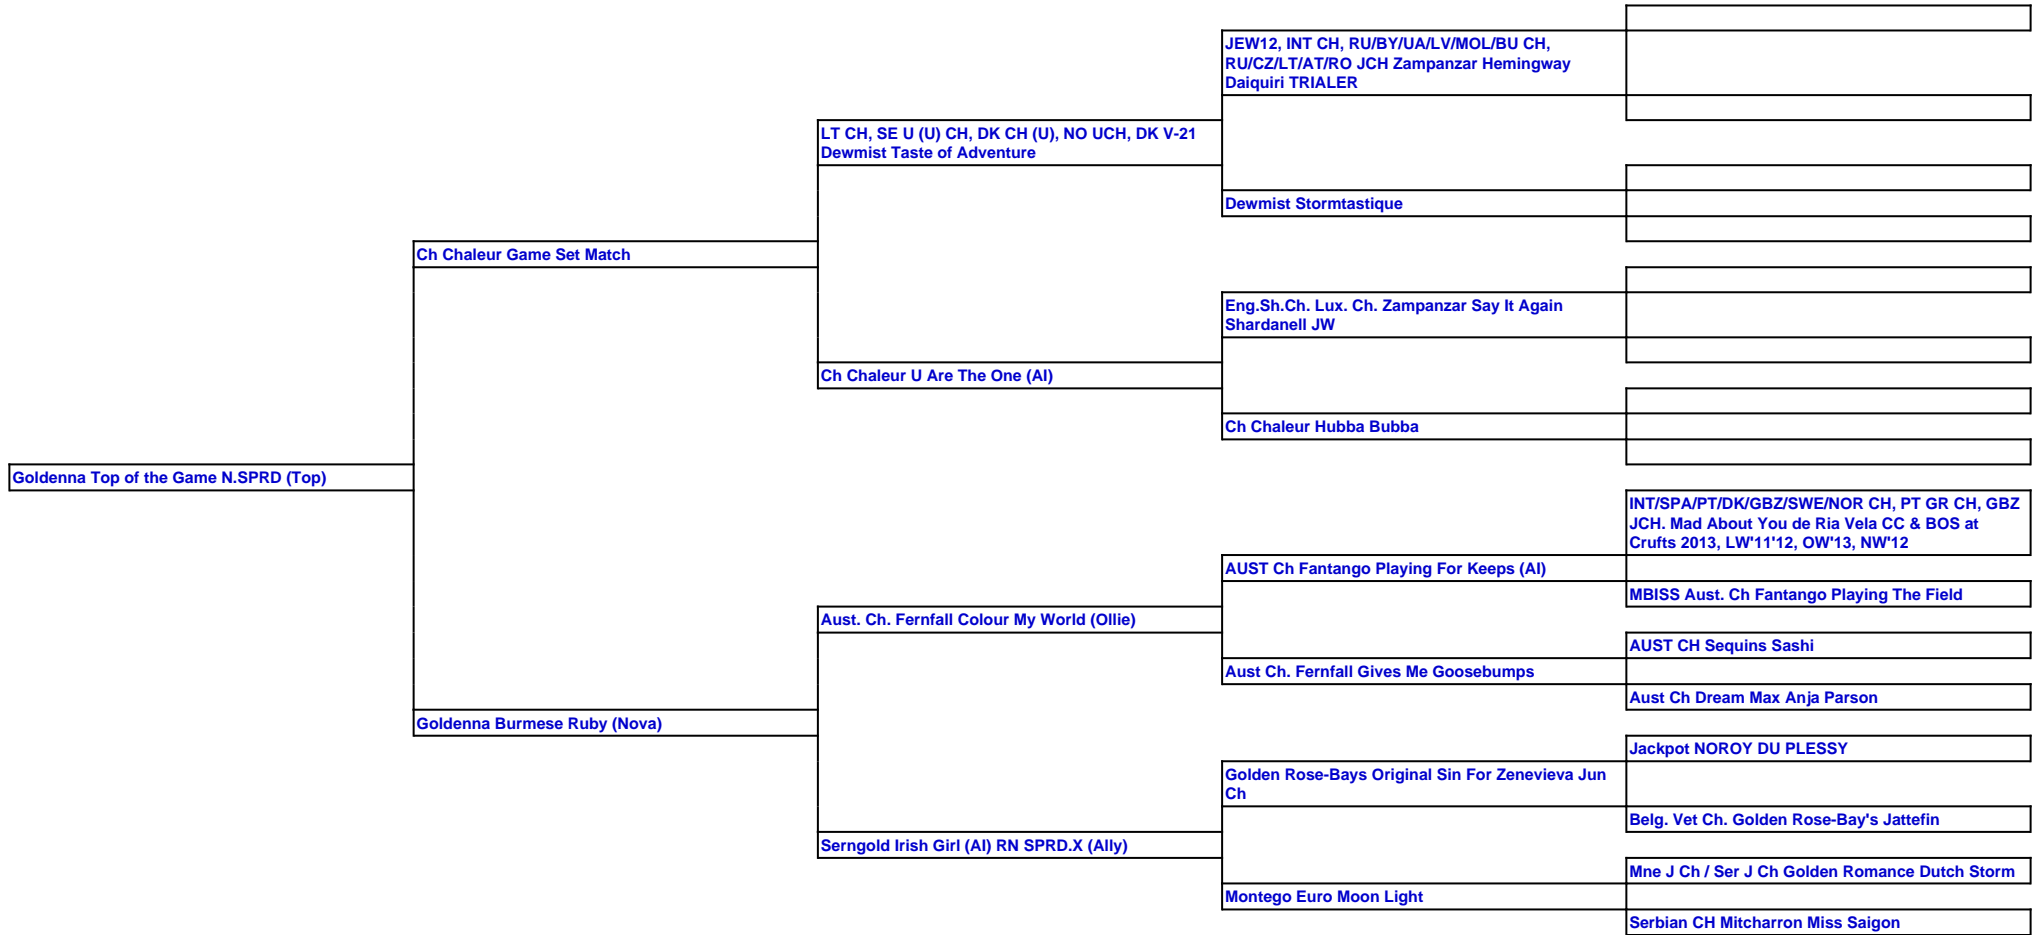 JEW12, INT CH, RU/BY/UA/LV/MOL/BU CH,
RU/CZ/LT/AT/RO JCH Zampanzar Hemingway
Daiquiri TRIALER
LT CH, SE U (U) CH, DK CH (U), NO UCH, DK V-21
Dewmist Taste of Adventure
Dewmist Stormtastique
Ch Chaleur Game Set Match
Eng.Sh.Ch. Lux. Ch. Zampanzar Say It Again
Shardanell JW
Ch Chaleur U Are The One (AI)
Ch Chaleur Hubba Bubba
Goldenna Top of the Game N.SPRD (Top)
INT/SPA/PT/DK/GBZ/SWE/NOR CH, PT GR CH, GBZ
JCH. Mad About You de Ria Vela CC & BOS at
Crufts 2013, LW'11'12, OW'13, NW'12
AUST Ch Fantango Playing For Keeps (AI)
MBISS Aust. Ch Fantango Playing The Field
Aust. Ch. Fernfall Colour My World (Ollie)
AUST CH Sequins Sashi
Aust Ch. Fernfall Gives Me Goosebumps
Aust Ch Dream Max Anja Parson
Goldenna Burmese Ruby (Nova)
Jackpot NOROY DU PLESSY
Golden Rose-Bays Original Sin For Zenevieva Jun
Ch
Belg. Vet Ch. Golden Rose-Bay's Jattefin
Serngold Irish Girl (AI) RN SPRD.X (Ally)
Mne J Ch / Ser J Ch Golden Romance Dutch Storm
Montego Euro Moon Light
Serbian CH Mitcharron Miss Saigon